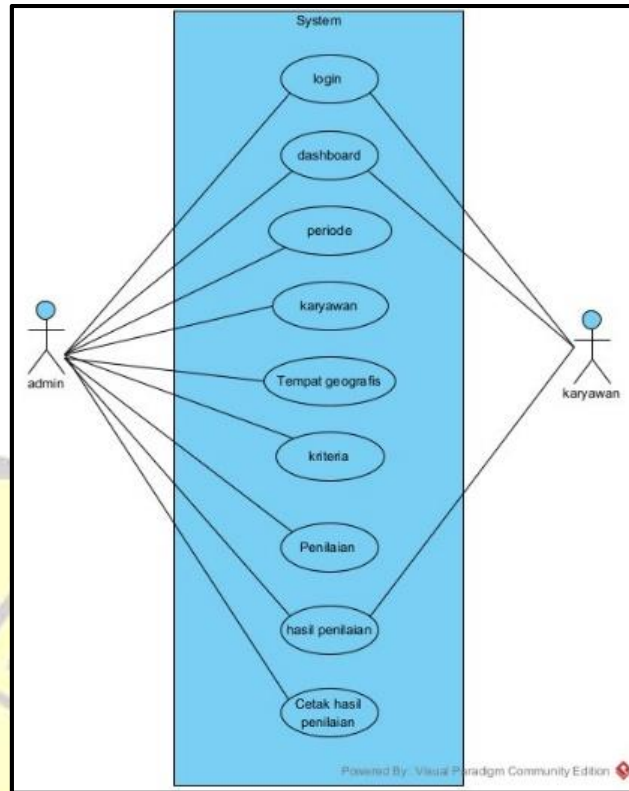 System
login
dashboard
periode
karyawan
admin
karyawan
Tempat geografis
kriteria
Penilaian
hasil penilaian
Cetak hasil
penilaian
Powered By: Visual Paradigm Community Edition